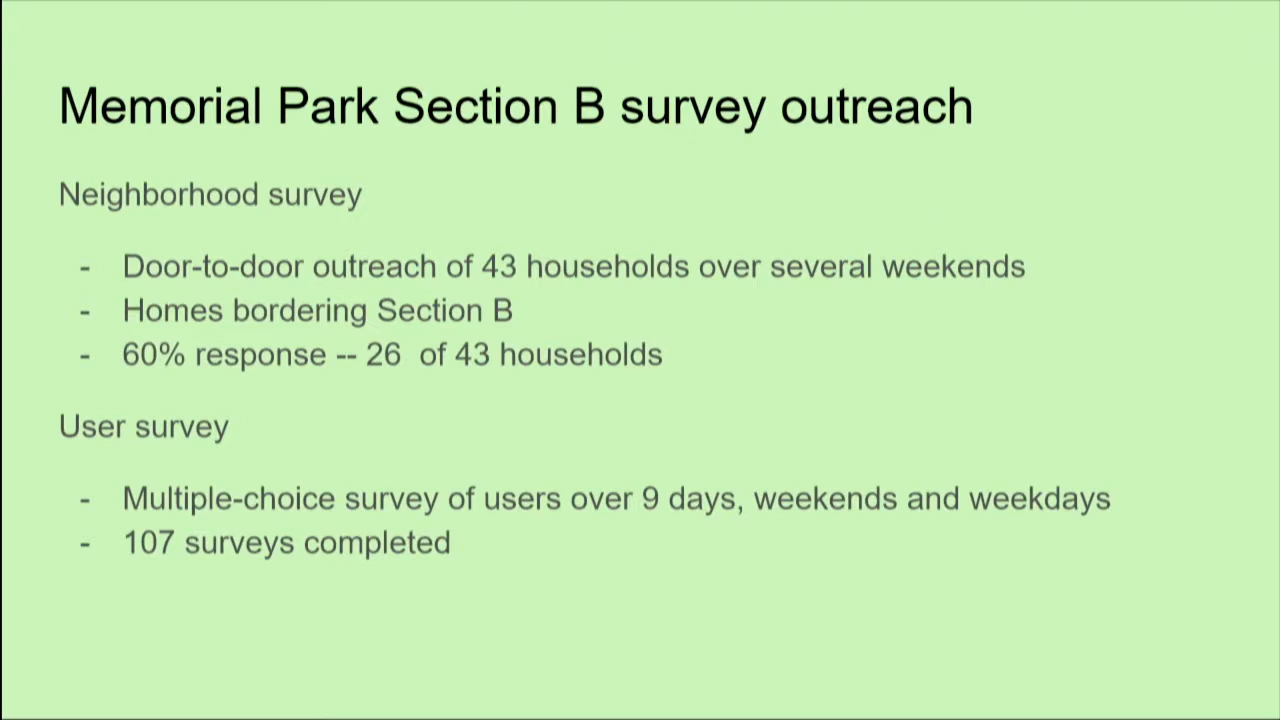 Memorial Park Section B survey outreach
Neighborhood survey
- Door-to-door outreach of 43 households over several weekends
- Homes bordering Section B
- 60% response -- 26  of 43 households
User survey
- Multiple-choice survey of users over 9 days, weekends and weekdays
- 107 surveys completed